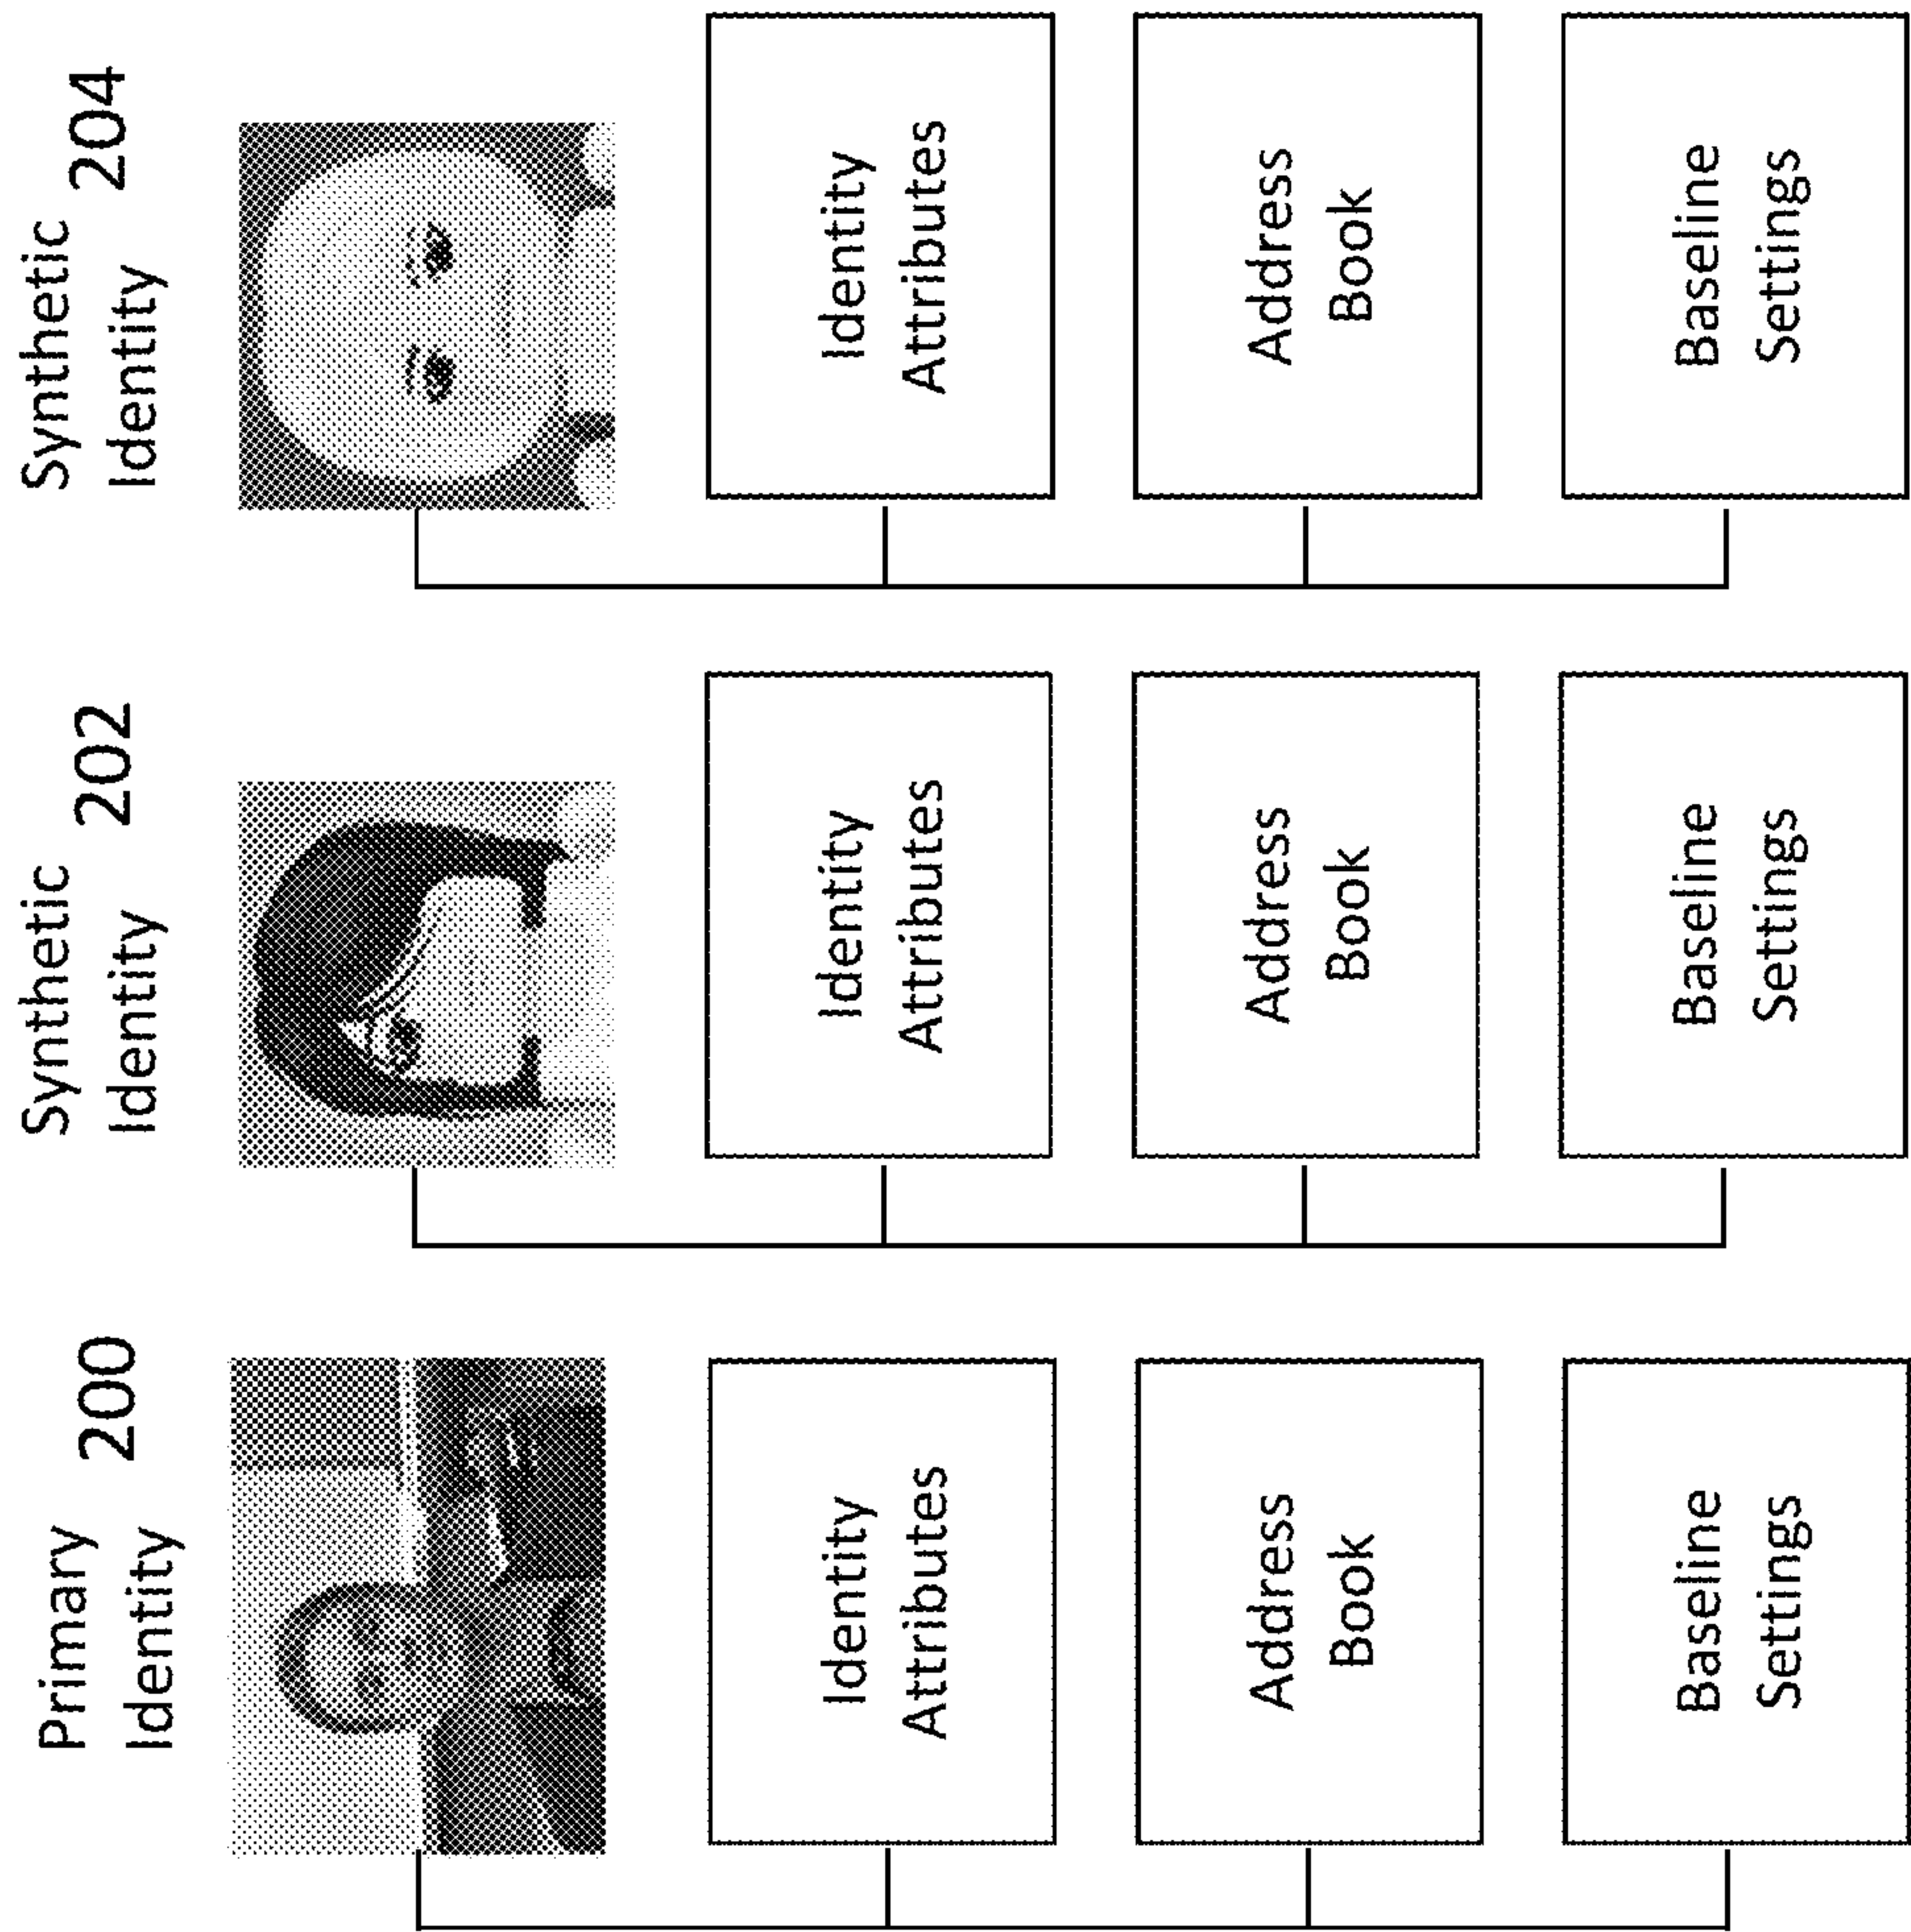 Primary
Identity 200
Identity
Attributes
Address
Book
Baseline
Settings
Synthetic
Identity 202
Identity
Attributes
Address
Book
Baseline
Settings
Synthetic
Identity 204
Identity
Attributes
Address
Book
Baseline
Settings